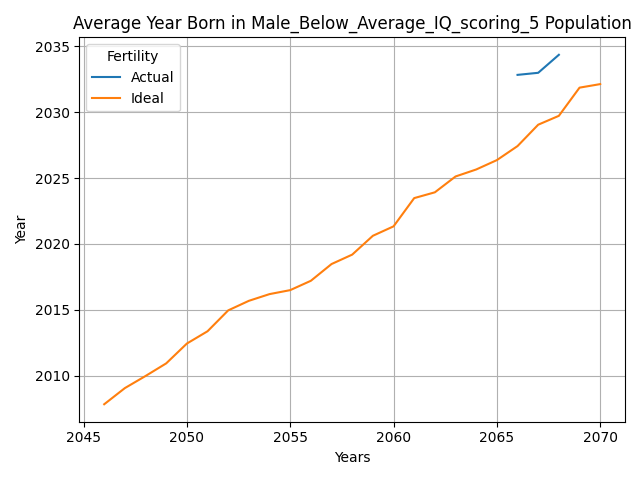 Average Year Born in Male_Below_Average_IQ_scoring_5 Population
Fertility
Actual
Ideal
Year
2035
2030
2025
2020
2015
2010
2045
2050
2055
2060
2065
2070
Years